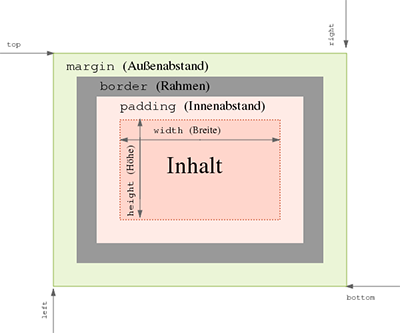 right
top
margin (Außenabstand)
border (Rahmen)
padding (Innenabstand)
width (Breite)
height (Höhe)
Inhalt
bottom
left